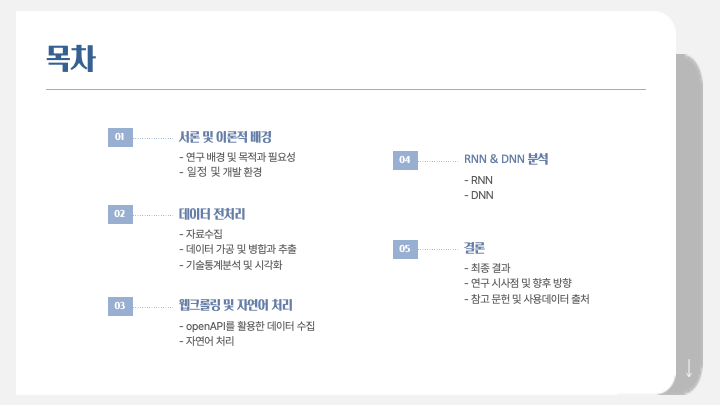 목차
01
서론 및 이론적 배경
- 연구 배경 및 목적과 필요성
- 일정 및 개발 환경
02
데이터 전처리
- 자료수집
- 데이터 가공 및 병합과 추출
- 기술통계분석 및 시각화
03
웹크롤링 및 자연어 처리
- openAPI를 활용한 데이터 수집
- 자연어 처리
04
RNN & DNN 분석
- RNN
- DNN
05
결론
- 최종 결과
- 연구 시사점 및 향후 방향
- 참고 문헌 및 사용데이터 출처